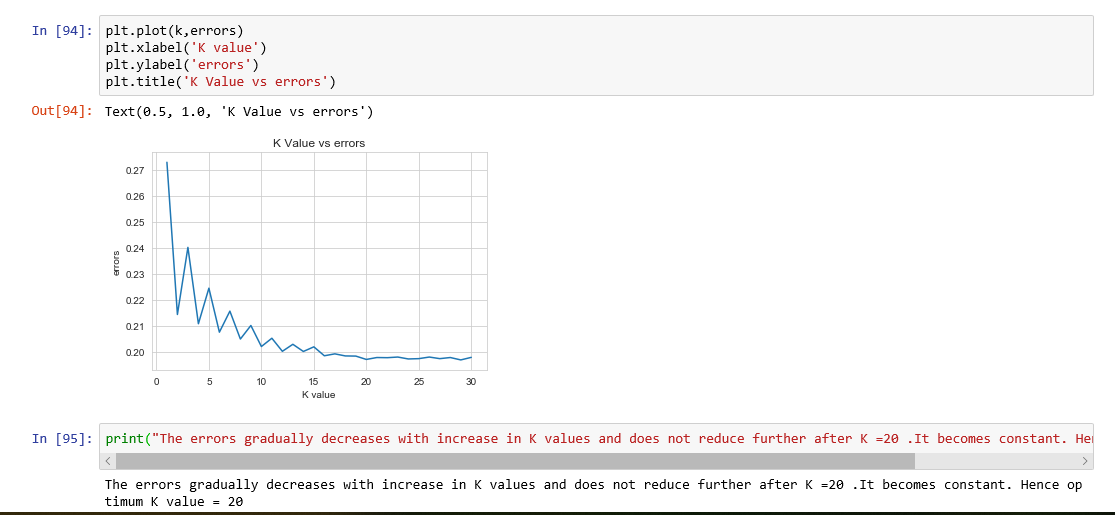 In [94]: plt.plot(k,errors)
plt.xlabel('K value')
plt.ylabel('errors')
plt.title('K Value vs errors')
Out[94]: Text(0.5, 1.0, 'K Value vs errors')
K Value vs errors
0.27
0.26
0.25
0.24
0.23
0.22
0.21
0.20
errors
0 5 10 15 20 25 30
K value
In [95]: print("The errors gradually decreases with increase in K values and does not reduce further after K =20 .It becomes constant. He
The errors gradually decreases with increase in K values and does not reduce further after K =20 .It becomes constant. Hence op
timum K value = 20